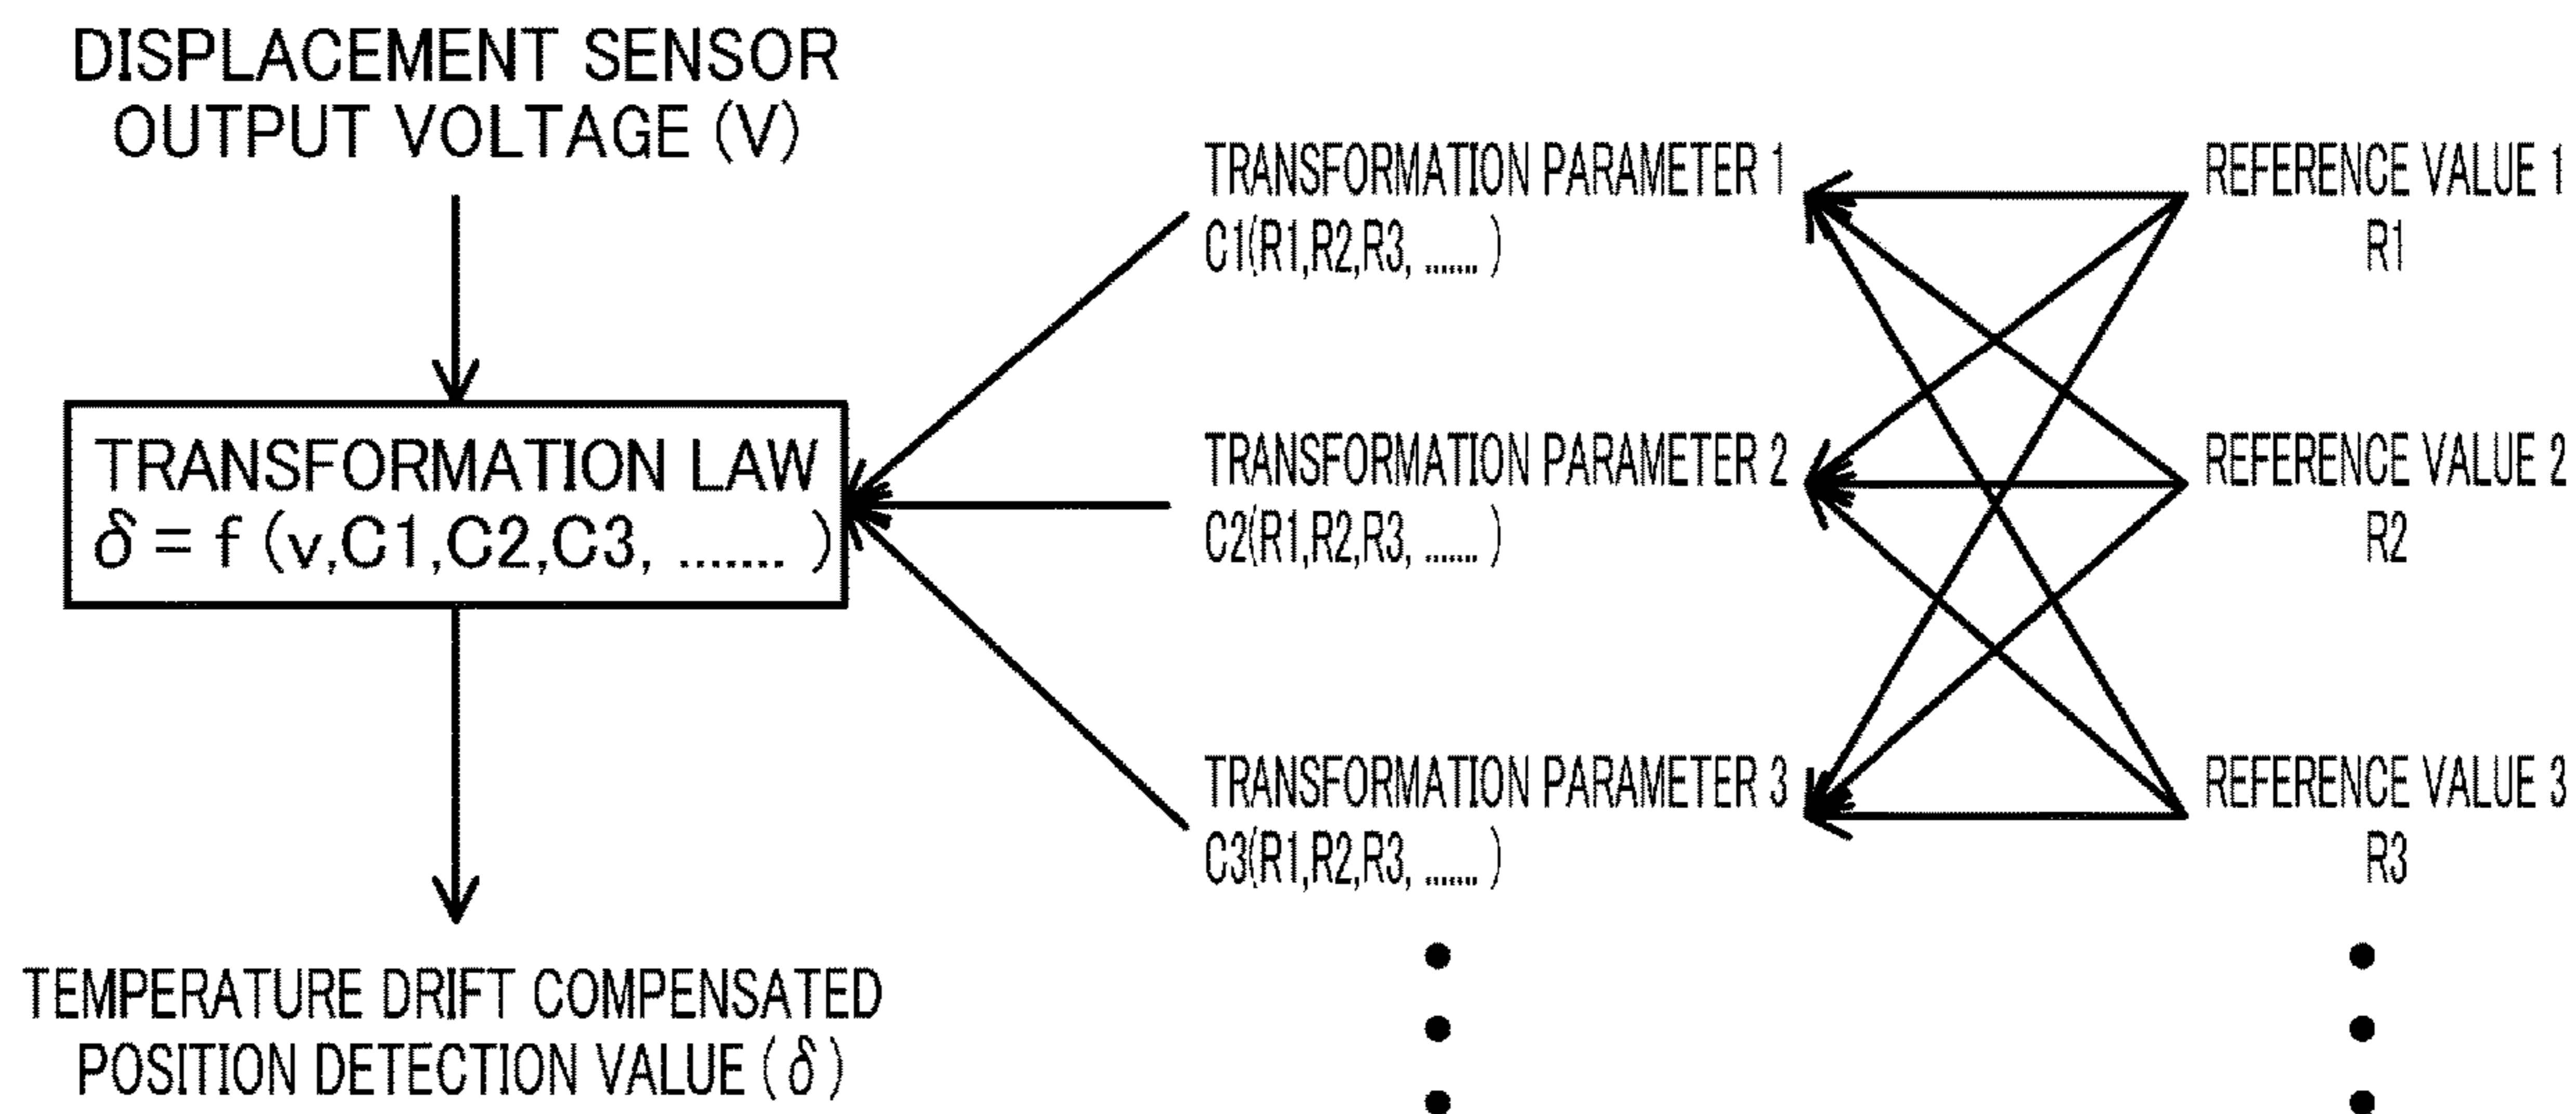 DISPLACEMENT SENSOR
OUTPUT VOLTAGE (V)
TRANSFORMATION LAW
δ = f (v,C1,C2,C3, ....... )
TEMPERATURE DRIFT COMPENSATED
POSITION DETECTION VALUE (δ)
TRANSFORMATION PARAMETER 1
C1(R1,R2,R3, ....... )
TRANSFORMATION PARAMETER 2
C2(R1,R2,R3, ....... )
TRANSFORMATION PARAMETER 3
C3(R1,R2,R3, ....... )
REFERENCE VALUE 1
R1
REFERENCE VALUE 2
R2
REFERENCE VALUE 3
R3